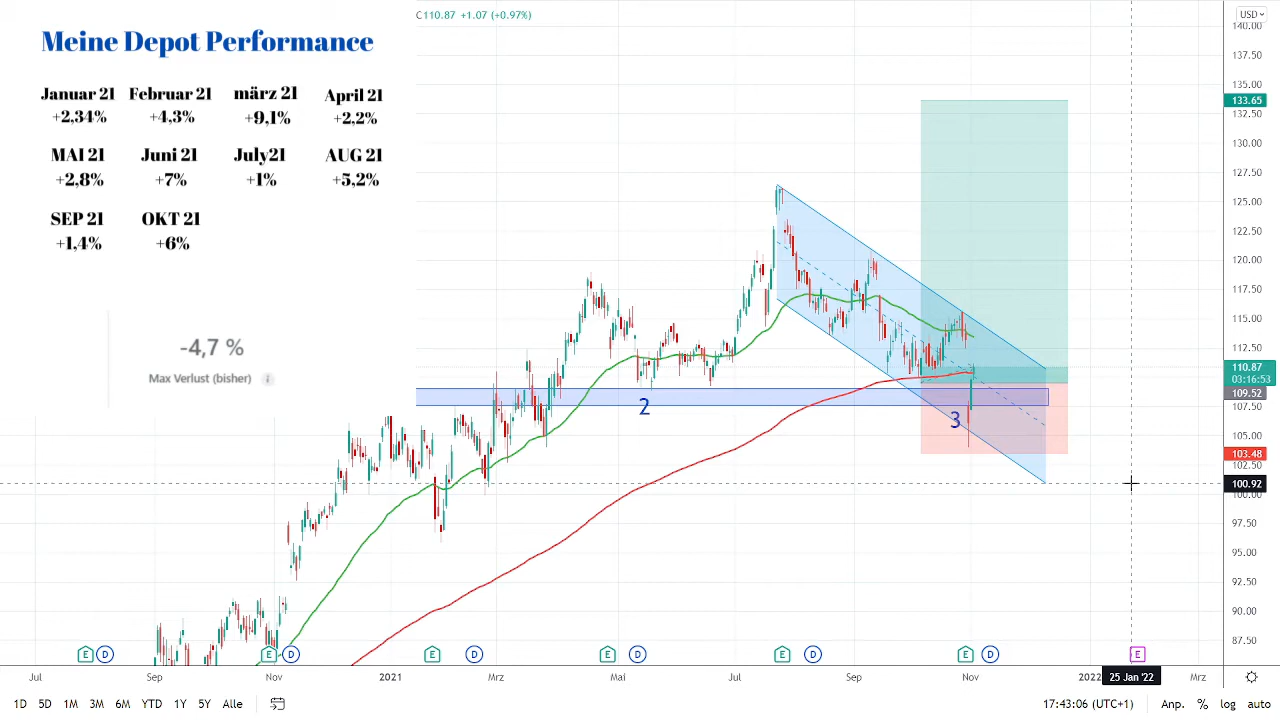 Meine Depot Performance
Januar 21 Februar 21 märz 21 April 21
+2,34% +4,3% +9,1% +2,2%
MAI 21 Juni 21 July21 AUG 21
+2,8% +7% +1% +5,2%
SEP 21 OKT 21
+1,4% +6%
-4,7 %
Max Verlust (bisher) i
C110.87 +1.07 (+0.97%)
USD
140.00
137.50
135.00
133.65
132.50
130.00
127.50
125.00
122.50
120.00
117.50
115.00
112.50
110.87
03:16:53
109.52
107.50
105.00
103.48
102.50
100.92
100.00
97.50
95.00
92.50
90.00
87.50
2
3
E D E D E D E D E D E D E
Jul Sep Nov 2021 Mrz Mai Jul Sep Nov 2022 25 Jan '22 Mrz
1D 5D 1M 3M 6M YTD 1Y 5Y Alle 17:43:06 (UTC+1) Anp. % log auto